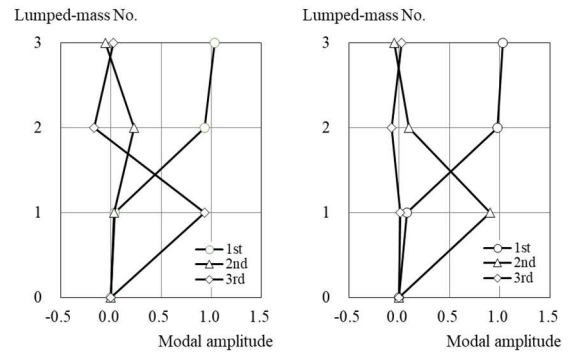 Lumped-mass No.
3
2
1
0
1st
2nd
3rd
-0.5 0.0 0.5 1.0 1.5
Modal amplitude
Lumped-mass No.
3
2
1
0
1st
2nd
3rd
-0.5 0.0 0.5 1.0 1.5
Modal amplitude